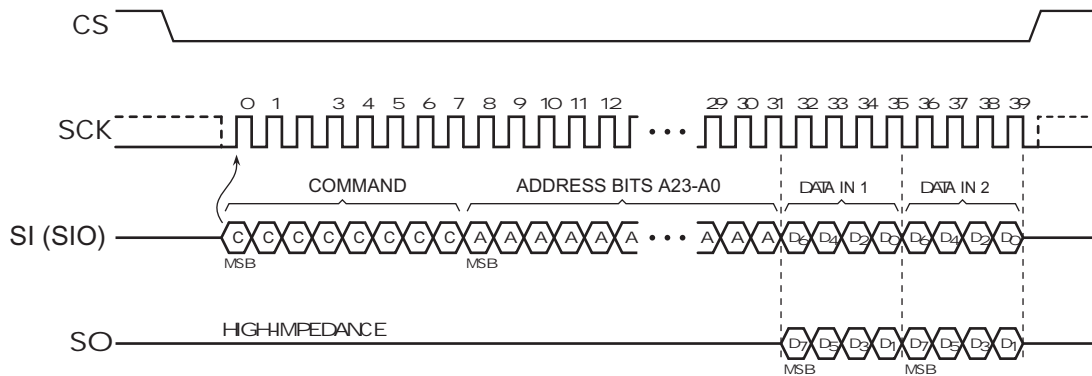 CS
0 1 3 4 5 6 7 8 9 10 11 12 29 30 31 32 33 34 35 36 37 38 39
SCK
COMMAND ADDRESS BITS A23-A0 DATA IN 1 DATA IN 2
SI (SIO) C C C C C C C C A A A A A A A A A D6 D4 D2 D0 D6 D4 D2 D0
MSB MSB
HIGH-IMPEDANCE
SO D7 D5 D3 D1 D7 D5 D3 D1
MSB MSB